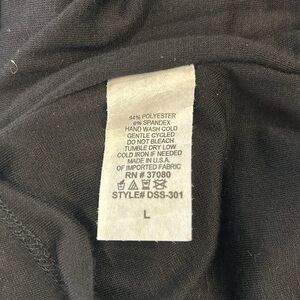 94% POLYESTER
6% SPANDEX
HAND WASH COLD
GENTLE CYCLED
DO NOT BLEACH
TUMBLE DRY LOW
COLD IRON IF NEEDED
MADE IN U.S.A.
OF IMPORTED FABRIC
RN # 37080
STYLE# DSS-301
L